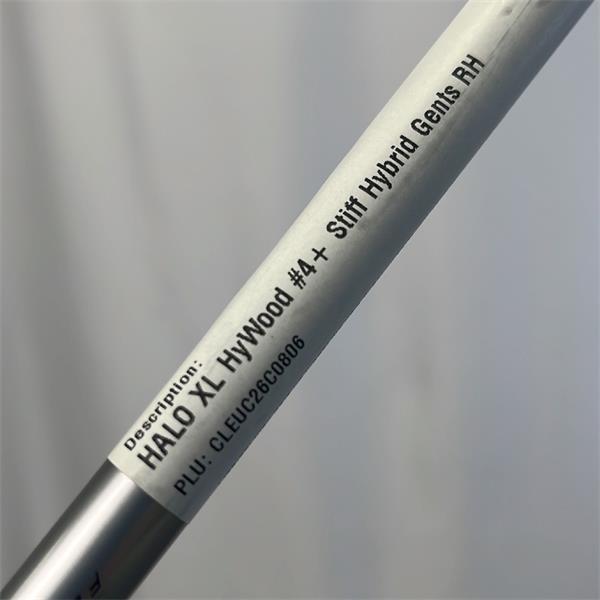 Description:
HALO XL HyWood #4+ Stiff Hybrid Gents RH
PLU: CLEUC26C0806